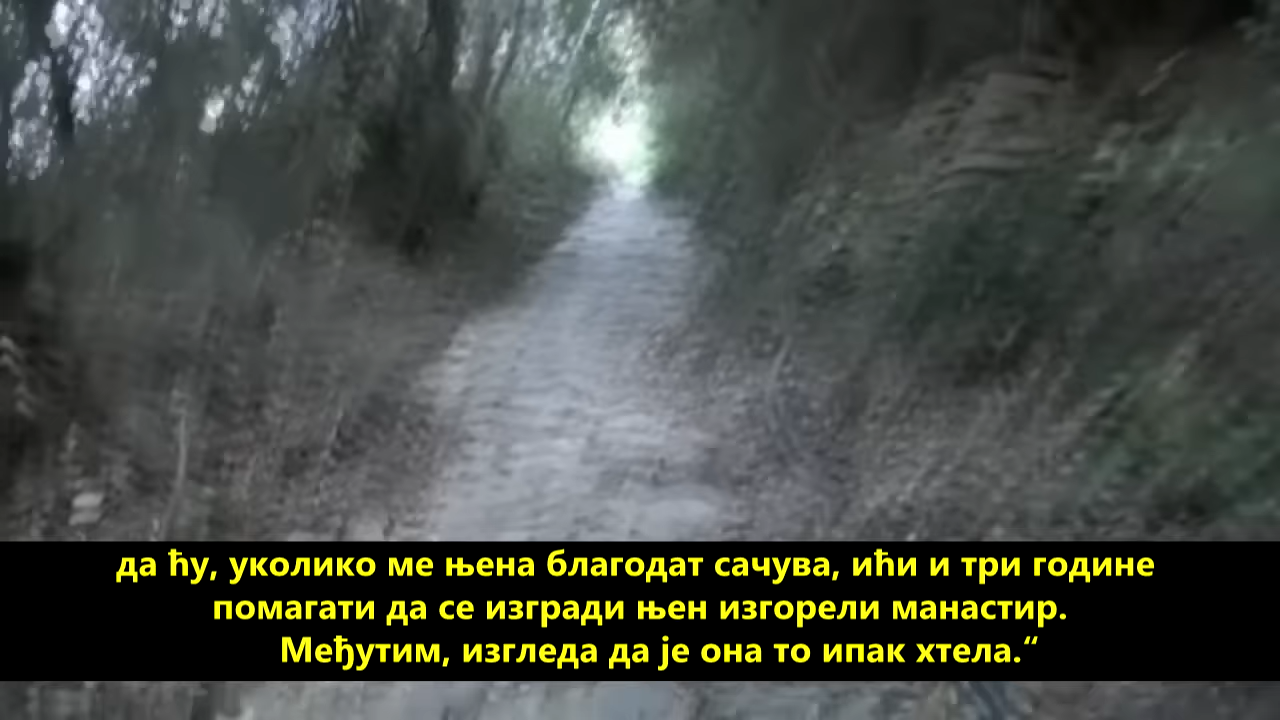 да ћу, уколико ме њена благодат сачува, ићи и три године
помагати да се изгради њен изгорели манастир.
Међутим, изгледа да је она то ипак хтела.“